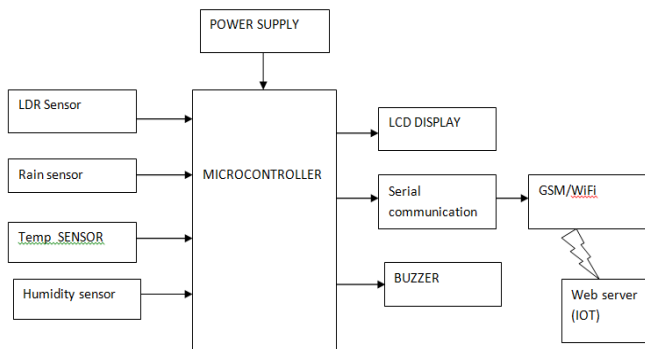 POWER SUPPLY
LDR Sensor
Rain sensor
Temp SENSOR
Humidity sensor
MICROCONTROLLER
LCD DISPLAY
Serial
communication
BUZZER
GSM/WiFi
Web server
(IOT)